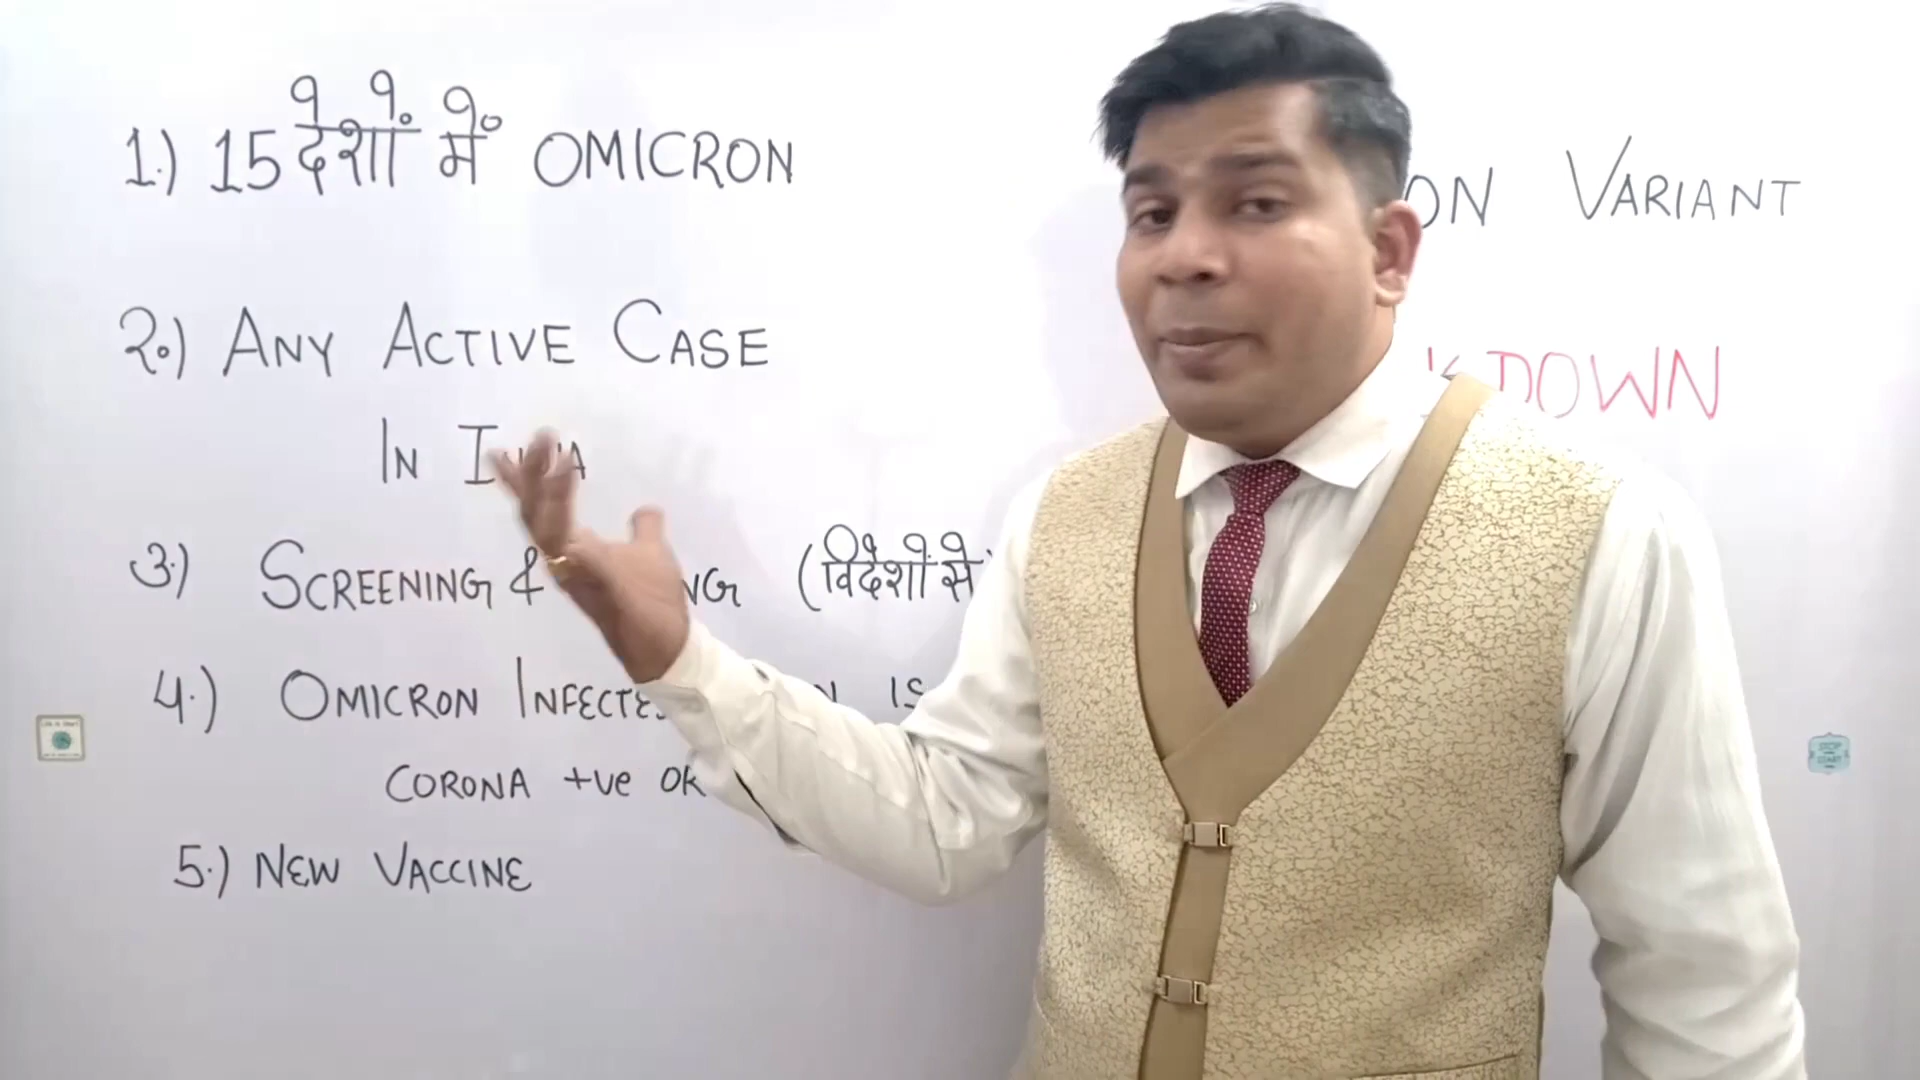 1.) 15 देशों में OMICRON
2.) ANY ACTIVE CASE
IN
3.) SCREENING & (विदेशों से
4.) OMICRON IS
CORONA +VE OR
5.) NEW VACCINE
VARIANT
DOWN